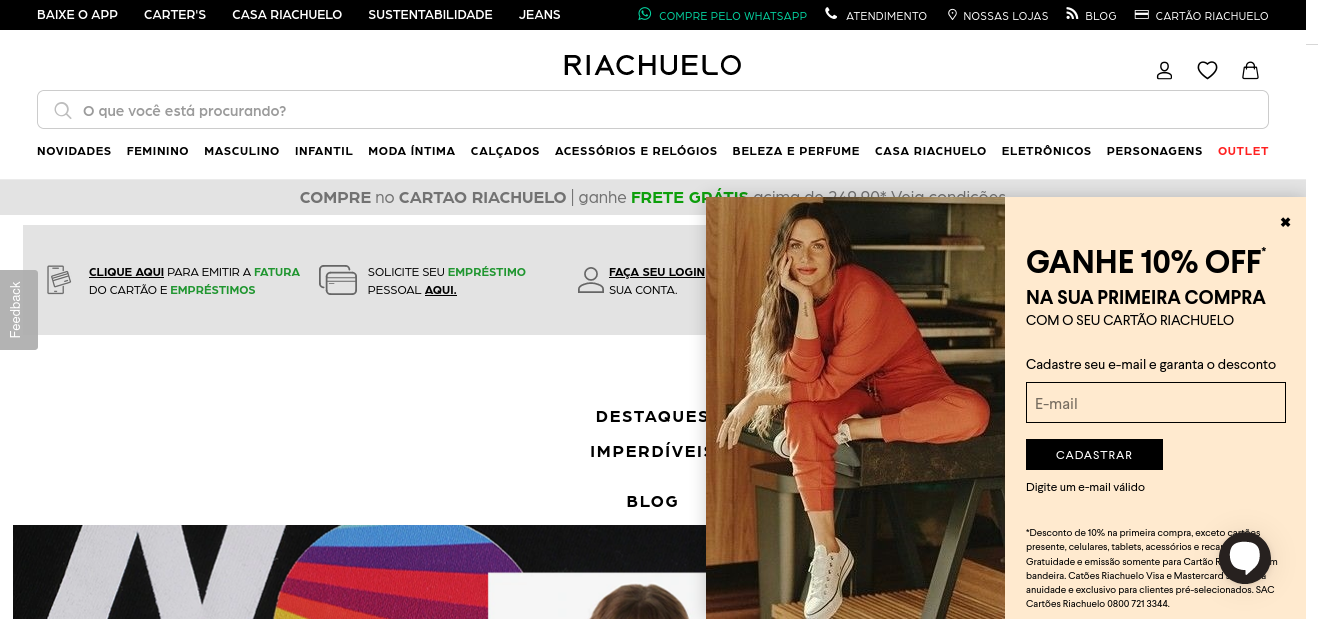 BAIXE O APP CARTER'S CASA RIACHUELO SUSTENTABILIDADE JEANS COMPRE PELO WHATSAPP ATENDIMENTO NOSSAS LOJAS BLOG CARTÃO RIACHUELO
RIACHUELO
O que você está procurando?
NOVIDADES FEMININO MASCULINO INFANTIL MODA ÍNTIMA CALÇADOS ACESSÓRIOS E RELÓGIOS BELEZA E PERFUME CASA RIACHUELO ELETRÔNICOS PERSONAGENS OUTLET
COMPRE no CARTAO RIACHUELO | ganhe FRETE GRÁTIS acima de 249,90* Veja condições
CLIQUE AQUI PARA EMITIR A FATURA
DO CARTÃO E EMPRÉSTIMOS
SOLICITE SEU EMPRÉSTIMO
PESSOAL AQUI.
FAÇA SEU LOGIN
SUA CONTA.
Feedback
DESTAQUES
IMPERDÍVEIS
BLOG
GANHE 10% OFF*
NA SUA PRIMEIRA COMPRA
COM O SEU CARTÃO RIACHUELO
Cadastre seu e-mail e garanta o desconto
E-mail
CADASTRAR
Digite um e-mail válido
*Desconto de 10% na primeira compra, exceto cartões
presente, celulares, tablets, acessórios e
Gratuidade e emissão somente para Cartão
bandeira. Catões Riachuelo Visa e Mastercard
anuidade e exclusivo para clientes pré-selecionados. SAC
Cartões Riachuelo 0800 721 3344.